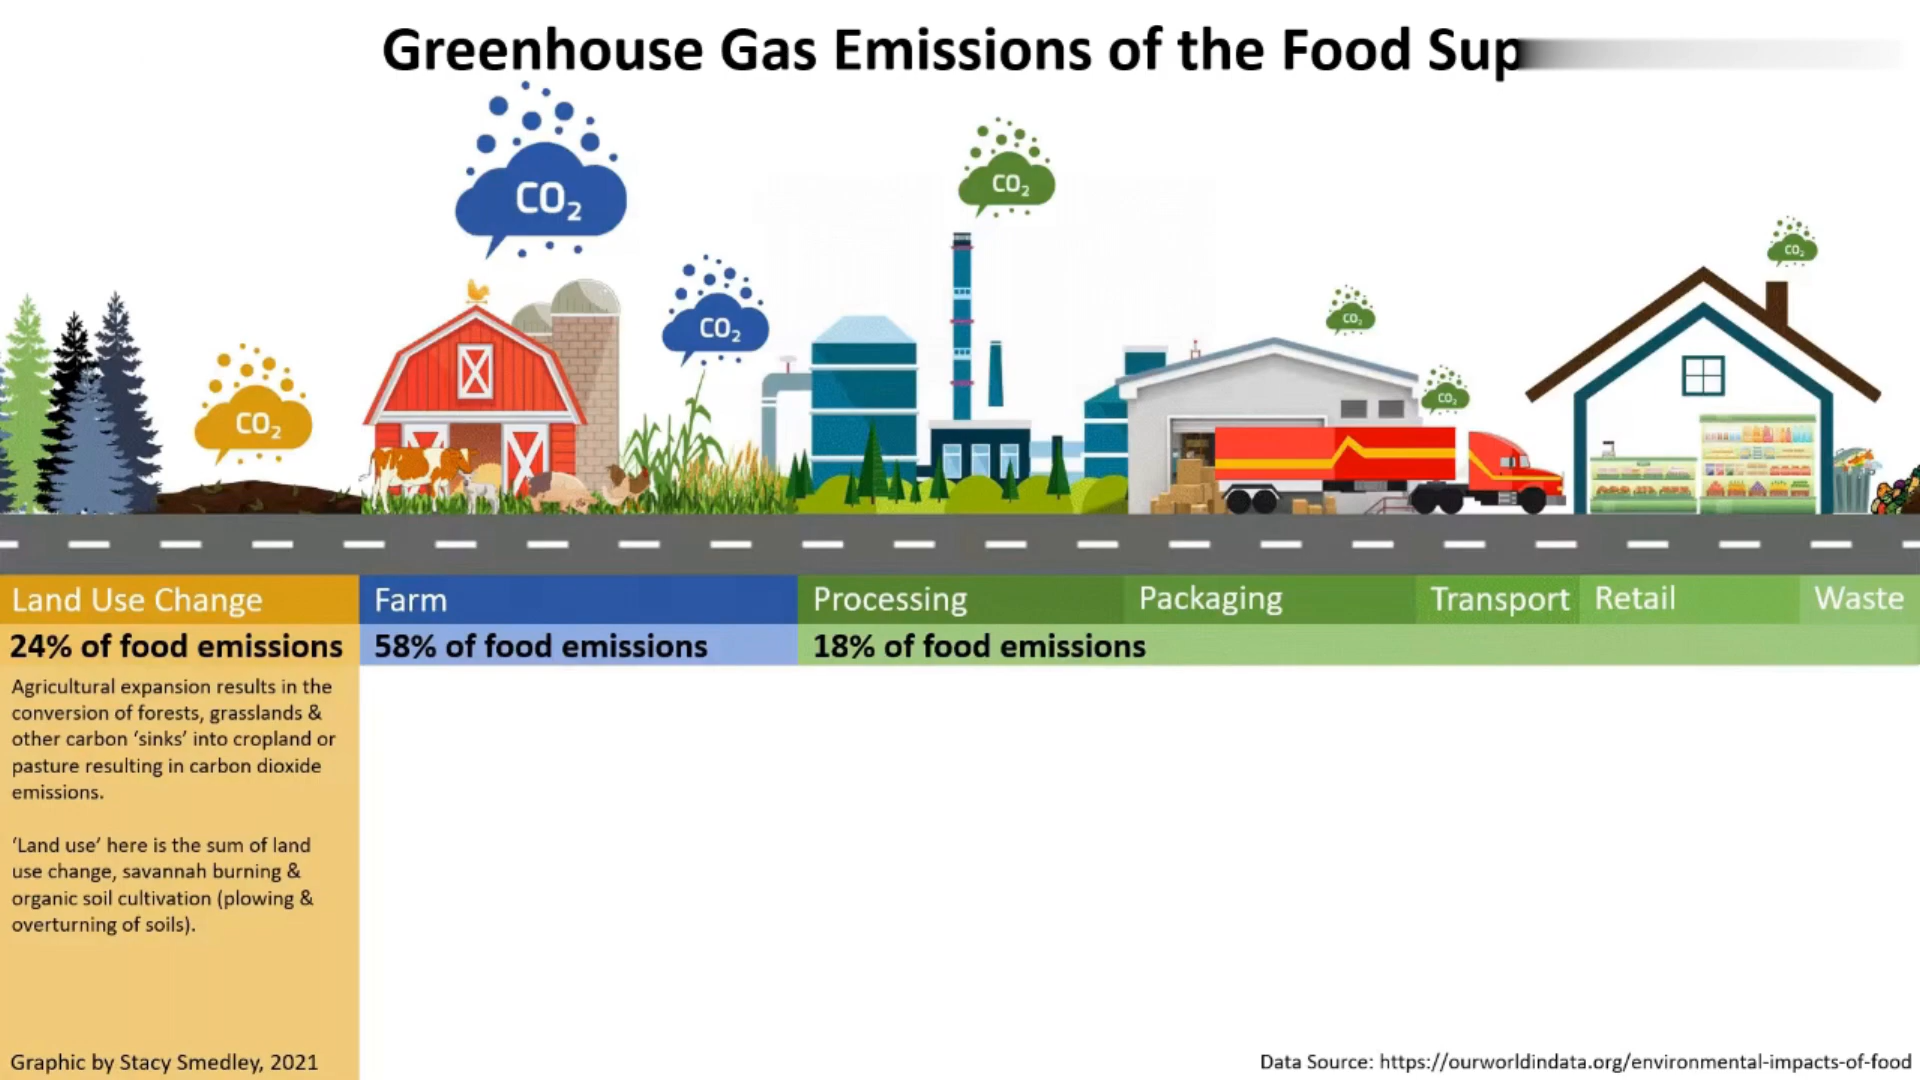 Greenhouse Gas Emissions of the Food Sup
CO₂
CO₂
CO₂
CO₂
CO₂
CO₂
CO₂
Land Use Change
Farm
Processing
Packaging
Transport
Retail
Waste
24% of food emissions
58% of food emissions
18% of food emissions
Agricultural expansion results in the
conversion of forests, grasslands &
other carbon ‘sinks’ into cropland or
pasture resulting in carbon dioxide
emissions.
‘Land use’ here is the sum of land
use change, savannah burning &
organic soil cultivation (plowing &
overturning of soils).
Graphic by Stacy Smedley, 2021
Data Source: https://ourworldindata.org/environmental-impacts-of-food